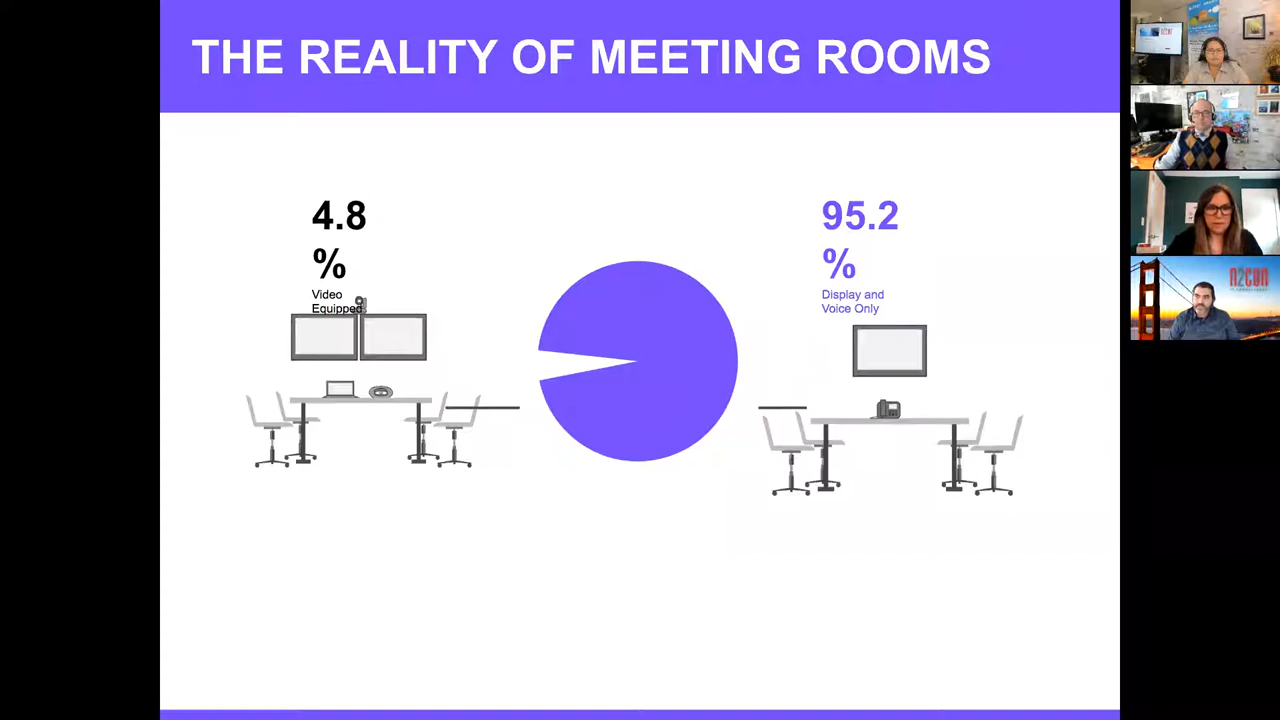 THE REALITY OF MEETING ROOMS
4.8
%
Video
Equipped
95.2
%
Display and
Voice Only
N2CON